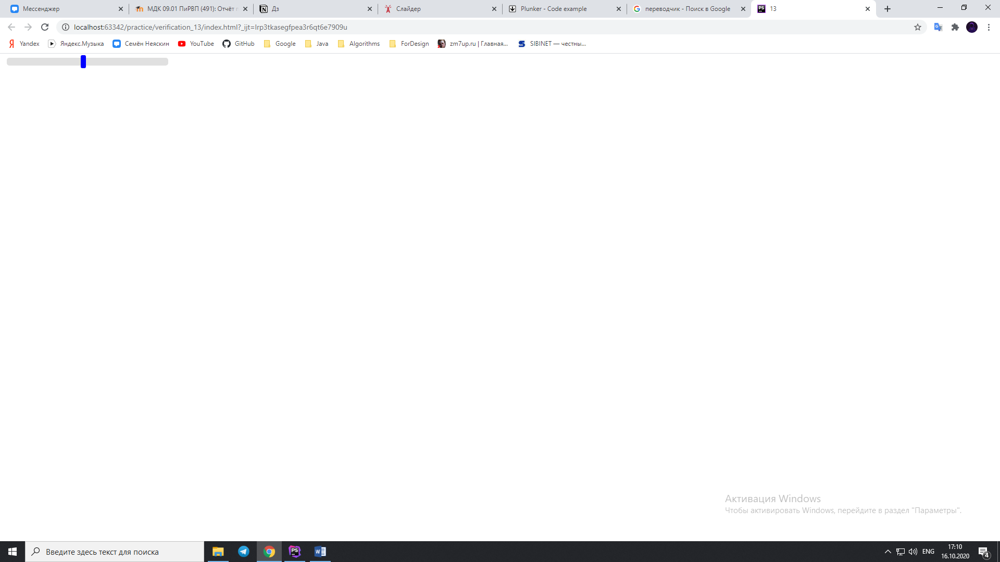 Мессенджер
МДК 09.01 ПиРВП (491): Отчёт
Дз
Слайдер
Plunker - Code example
переводчик - Поиск в Google
PS 13
localhost:63342/practice/verification_13/index.html?_ijt=lrp3tkasegfpea3r6qt6e7909u
Yandex
Яндекс.Музыка
Семён Неяскин
YouTube
GitHub
Google
Java
Algorithms
ForDesign
zm7up.ru | Главная...
SIBINET — честны...
Активация Windows
Чтобы активировать Windows, перейдите в раздел "Параметры".
Введите здесь текст для поиска
PS
W
ENG
17:10
16.10.2020
4